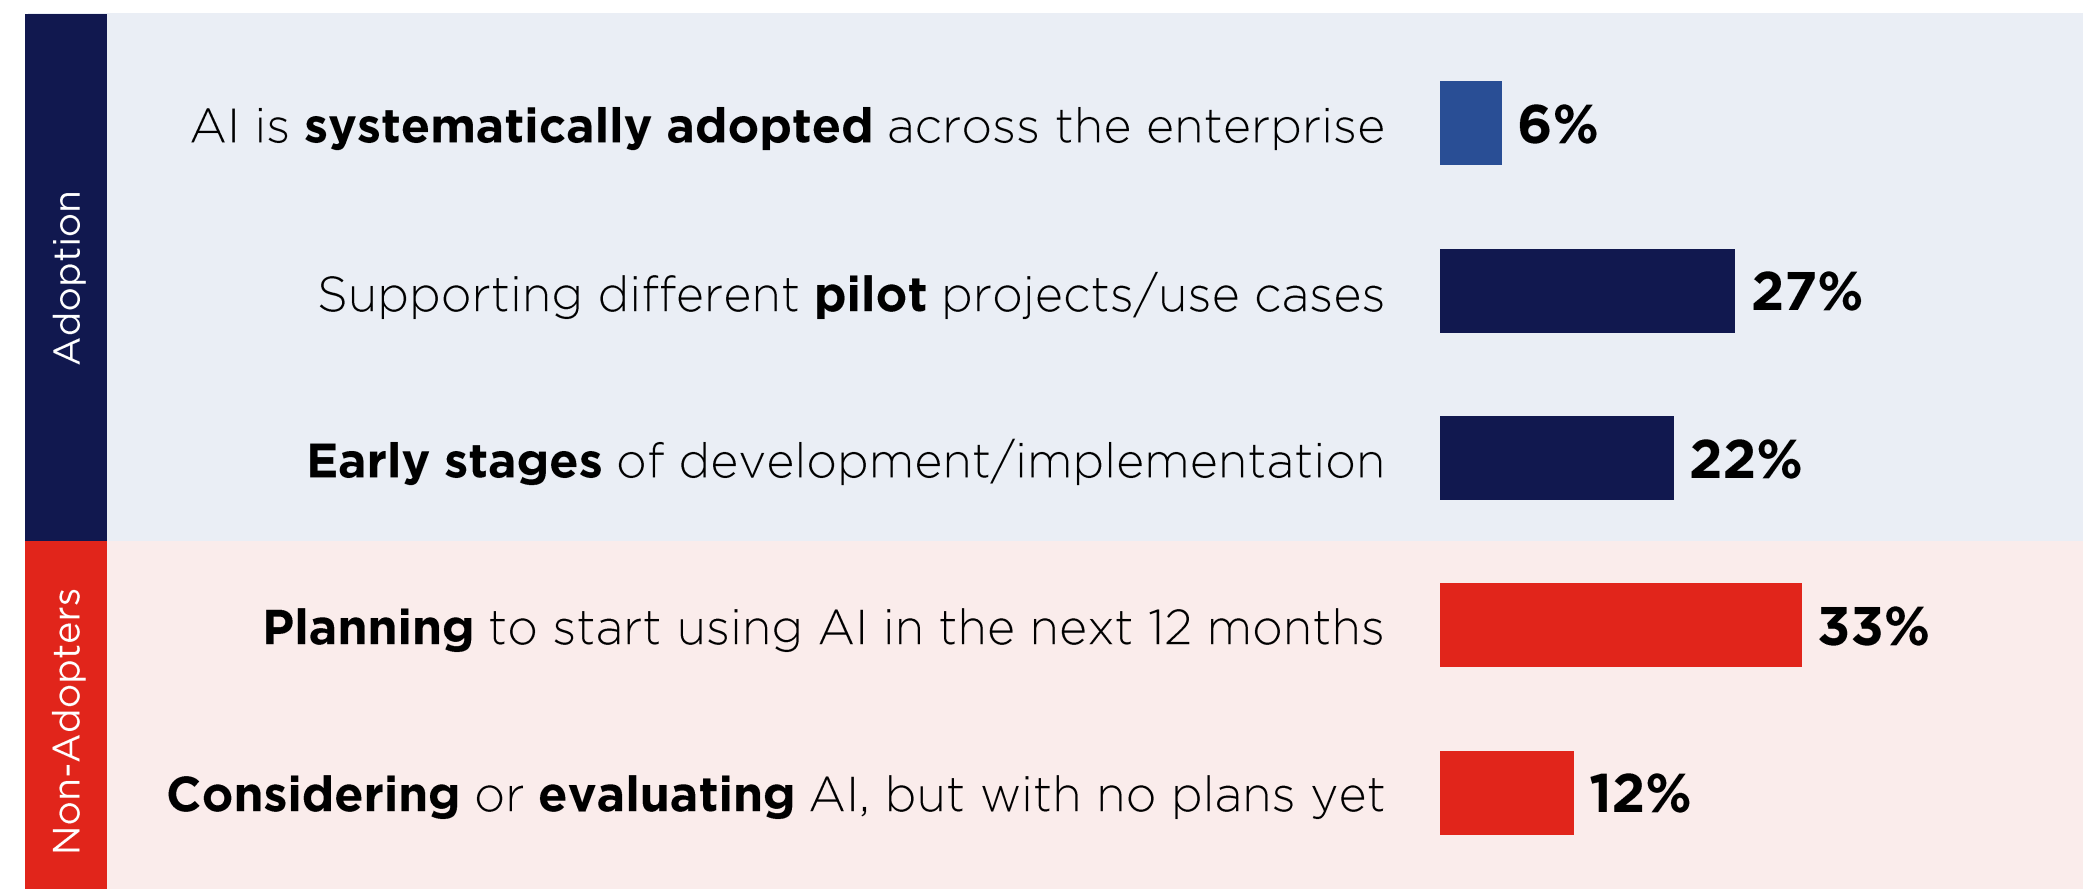 Adoption
AI is systematically adopted across the enterprise
6%
Supporting different pilot projects/use cases
27%
Early stages of development/implementation
22%
Non-Adopters
Planning to start using AI in the next 12 months
33%
Considering or evaluating AI, but with no plans yet
12%